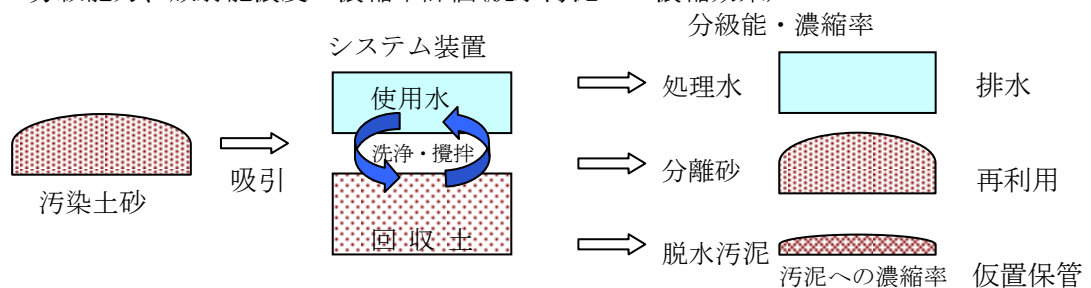 分級能・濃縮率
システム装置
使用水
洗浄・攪拌
回収土
汚染土砂
吸引
処理水
排水
分離砂
再利用
脱水汚泥
汚泥への濃縮率
仮置保管